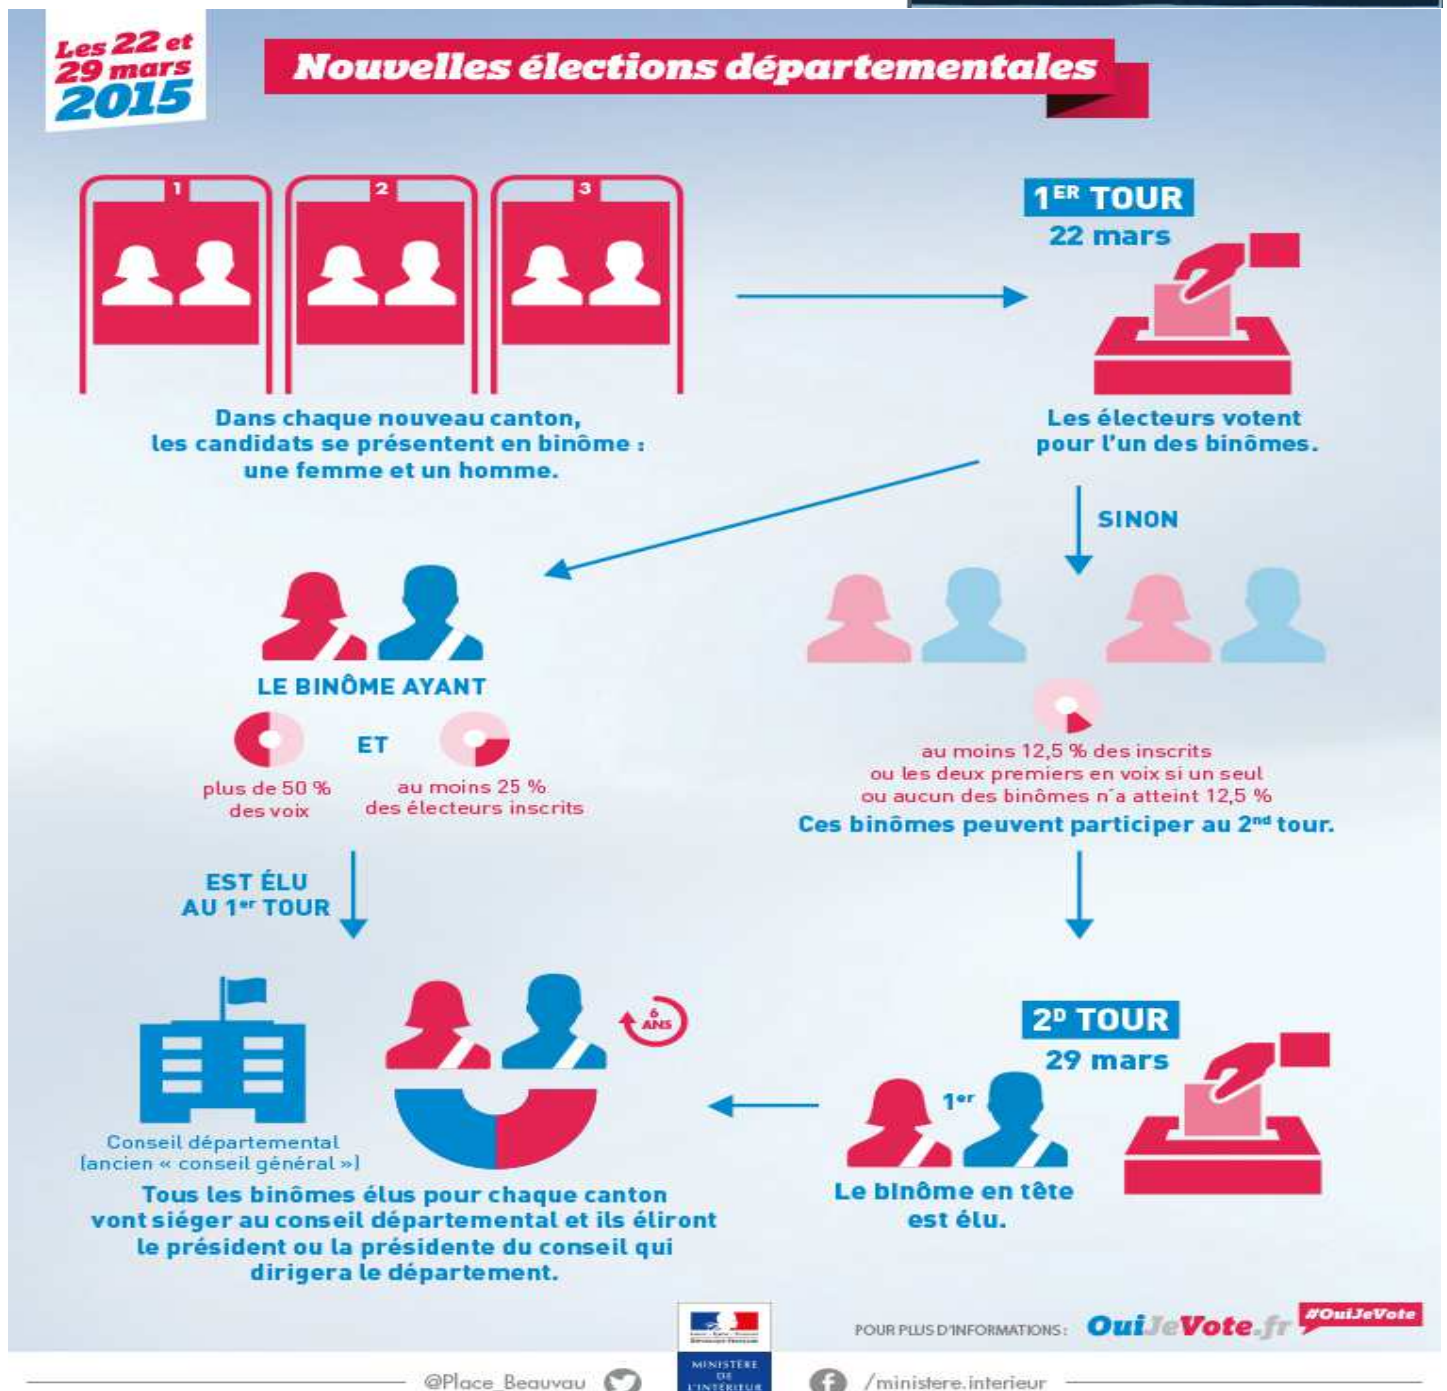 Les 22 et
29 mars
2015
Nouvelles élections départementales
1
2
3
Dans chaque nouveau canton,
les candidats se présentent en binôme :
une femme et un homme.
1ER TOUR
22 mars
Les électeurs votent
pour l'un des binômes.
SINON
LE BINÔME AYANT
plus de 50 %
des voix
ET
au moins 25 %
des électeurs inscrits
EST ÉLU
AU 1er TOUR
au moins 12,5 % des inscrits
ou les deux premiers en voix si un seul
ou aucun des binômes n'a atteint 12,5 %
Ces binômes peuvent participer au 2nd tour.
2D TOUR
29 mars
1er
Le binôme en tête
est élu.
6
ANS
Conseil départemental
(ancien « conseil général »)
Tous les binômes élus pour chaque canton
vont siéger au conseil départemental et ils éliront
le président ou la présidente du conseil qui
dirigera le département.
POUR PLUS D'INFORMATIONS :
OuiJeVote.fr
#OuiJeVote
MINISTÈRE
DE
L'INTÉRIEUR
@Place_Beauvau
/ministere.interieur